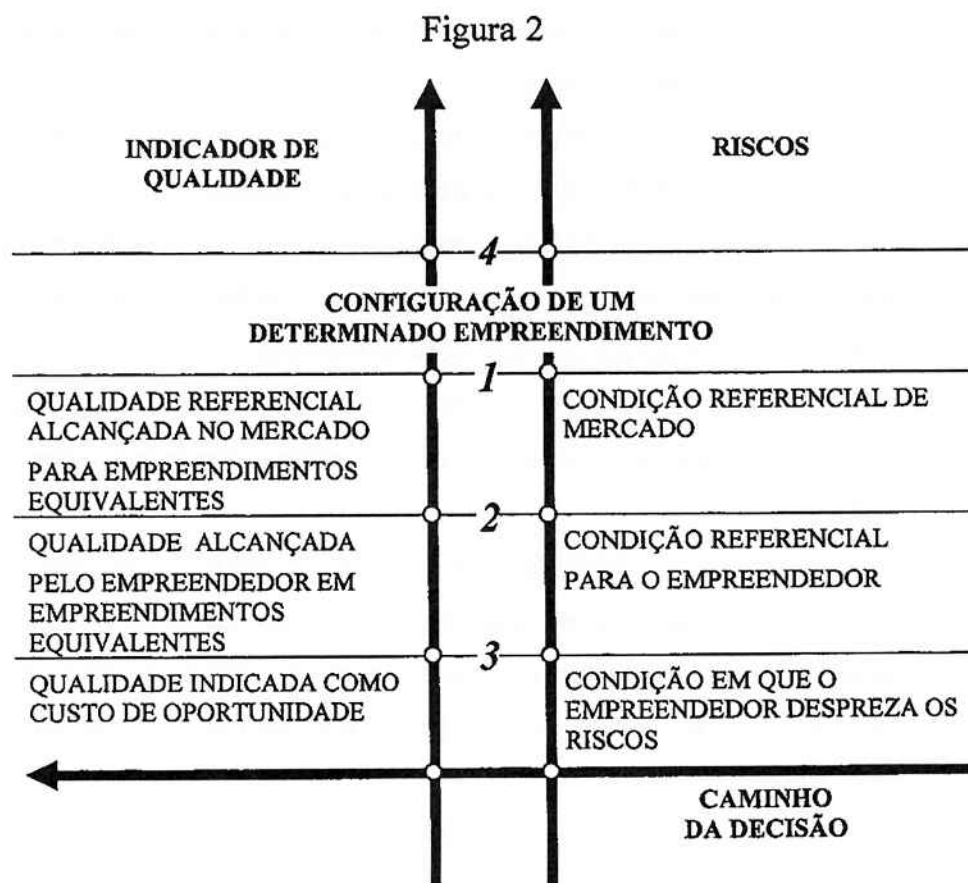 Figura 2
INDICADOR DE
QUALIDADE
RISCOS
4
CONFIGURAÇÃO DE UM
DETERMINADO EMPREENDIMENTO
1
QUALIDADE REFERENCIAL
ALCANÇADA NO MERCADO
PARA EMPREENDIMENTOS
EQUIVALENTES
CONDIÇÃO REFERENCIAL DE
MERCADO
2
QUALIDADE ALCANÇADA
PELO EMPREENDEDOR EM
EMPREENDIMENTOS
EQUIVALENTES
CONDIÇÃO REFERENCIAL
PARA O EMPREENDEDOR
3
QUALIDADE INDICADA COMO
CUSTO DE OPORTUNIDADE
CONDIÇÃO EM QUE O
EMPREENDEDOR DESPREZA OS
RISCOS
CAMINHO
DA DECISÃO